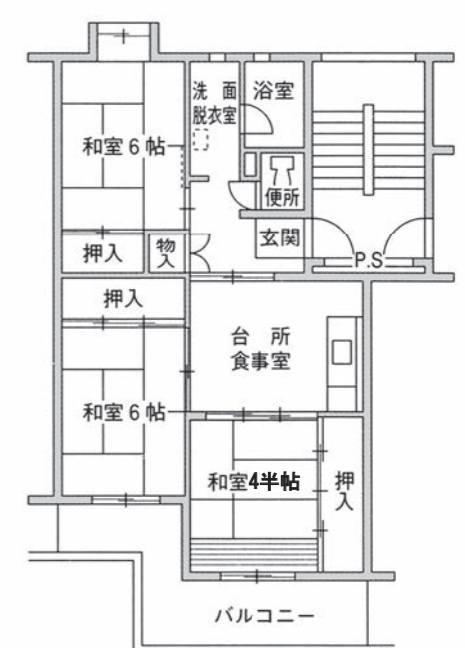 洗　面
脱衣室
浴室
和室６帖
便所
押入
物入
玄関
P.S
押入
台　所
食事室
和室６帖
和室4半帖
押入
バルコニー